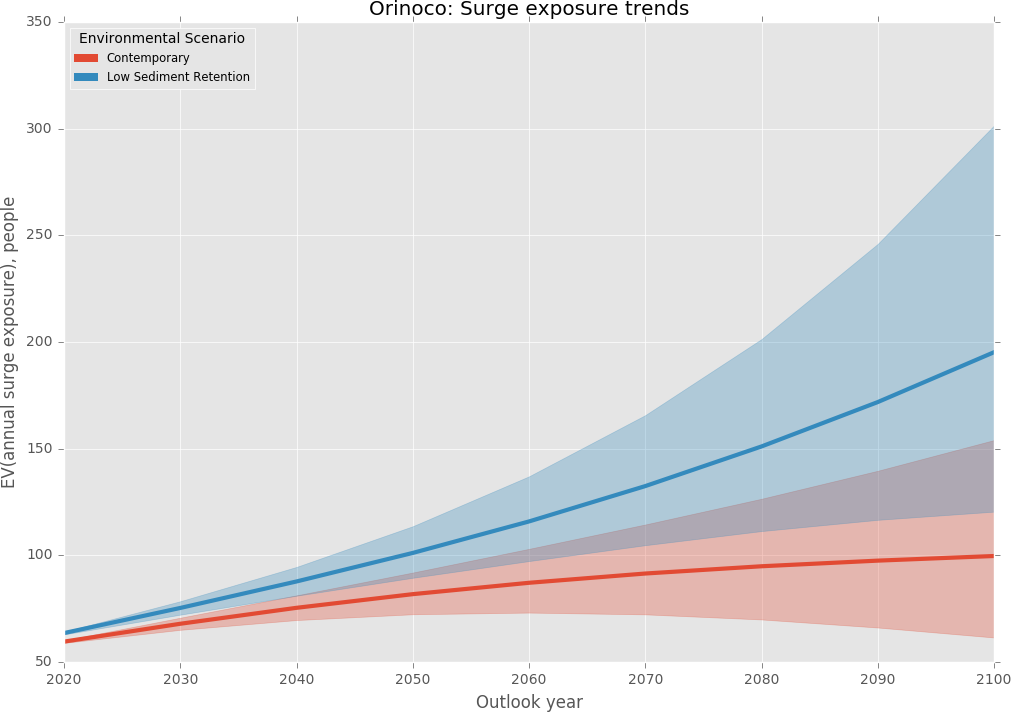 Orinoco: Surge exposure trends
Environmental Scenario
Contemporary
Low Sediment Retention
EV(annual surge exposure), people
350
300
250
200
150
100
50
2020 2030 2040 2050 2060 2070 2080 2090 2100
Outlook year